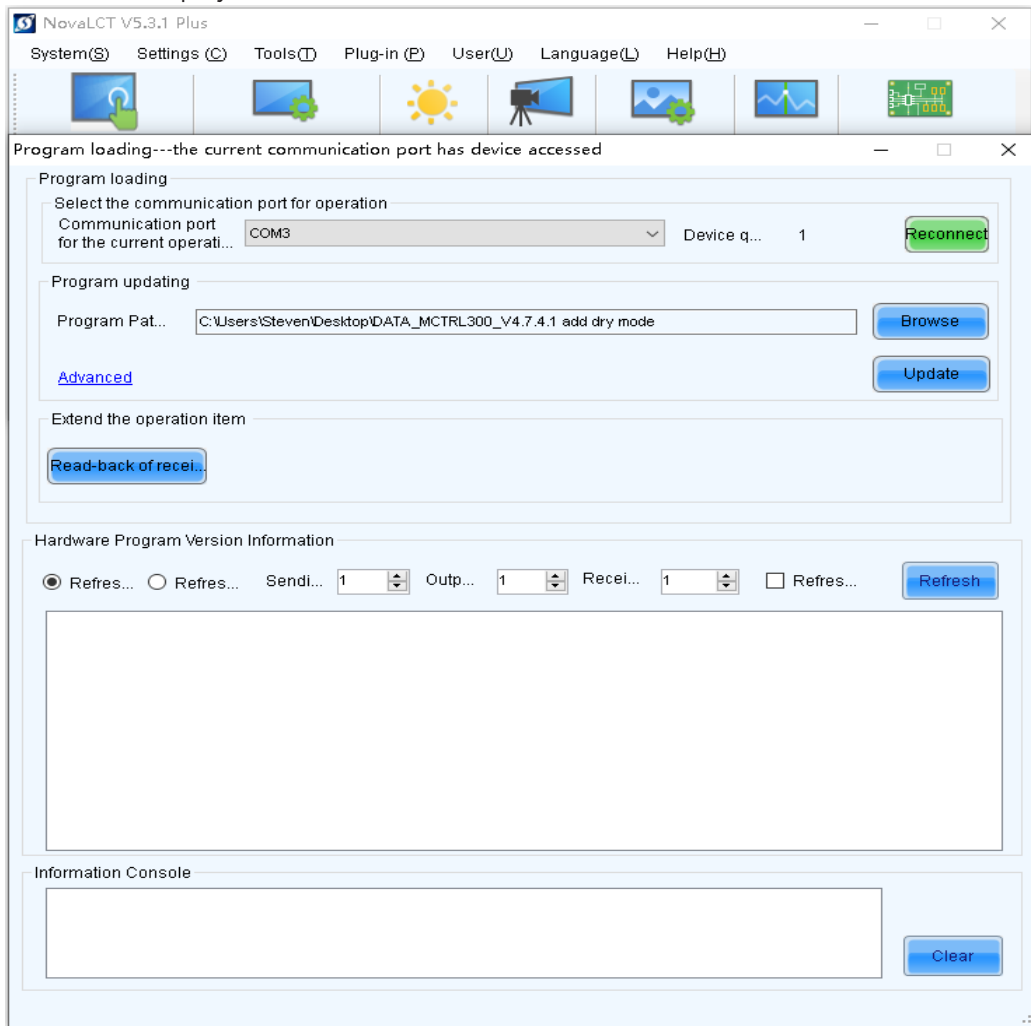 NovaLCT V5.3.1 Plus
System(S) Settings (C) Tools(T) Plug-in (P) User(U) Language(L) Help(H)
Program loading---the current communication port has device accessed
Program loading
Select the communication port for operation
Communication port
for the current operati...
COM3
Device q... 1
Reconnect
Program updating
Program Pat... C:\Users\Steven\Desktop\DATA_MCTRL300_V4.7.4.1 add dry mode Browse
Advanced
Update
Extend the operation item
Read-back of recei...
Hardware Program Version Information
Refres... Refres... Sendi... 1 Outp... 1 Recei... 1 Refres... Refresh
Information Console
Clear